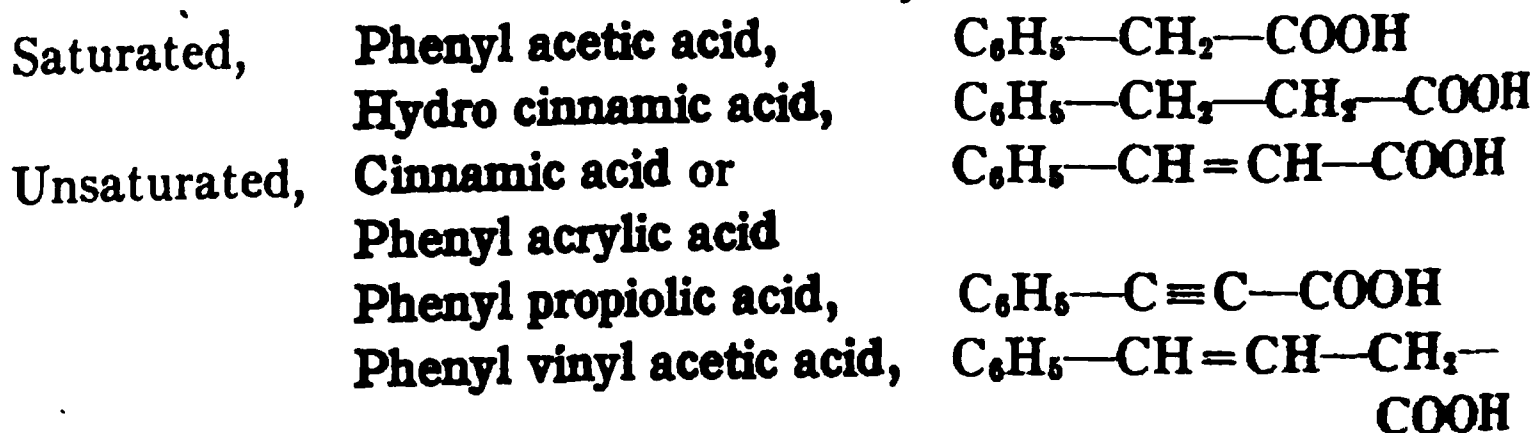 Saturated, Phenyl acetic acid, C₆H₅—CH₂—COOH
Hydro cinnamic acid, C₆H₅—CH₂—CH₂—COOH
Unsaturated, Cinnamic acid or C₆H₅—CH=CH—COOH
Phenyl acrylic acid
Phenyl propiolic acid, C₆H₅—C≡C—COOH
Phenyl vinyl acetic acid, C₆H₅—CH=CH—CH₂—
COOH